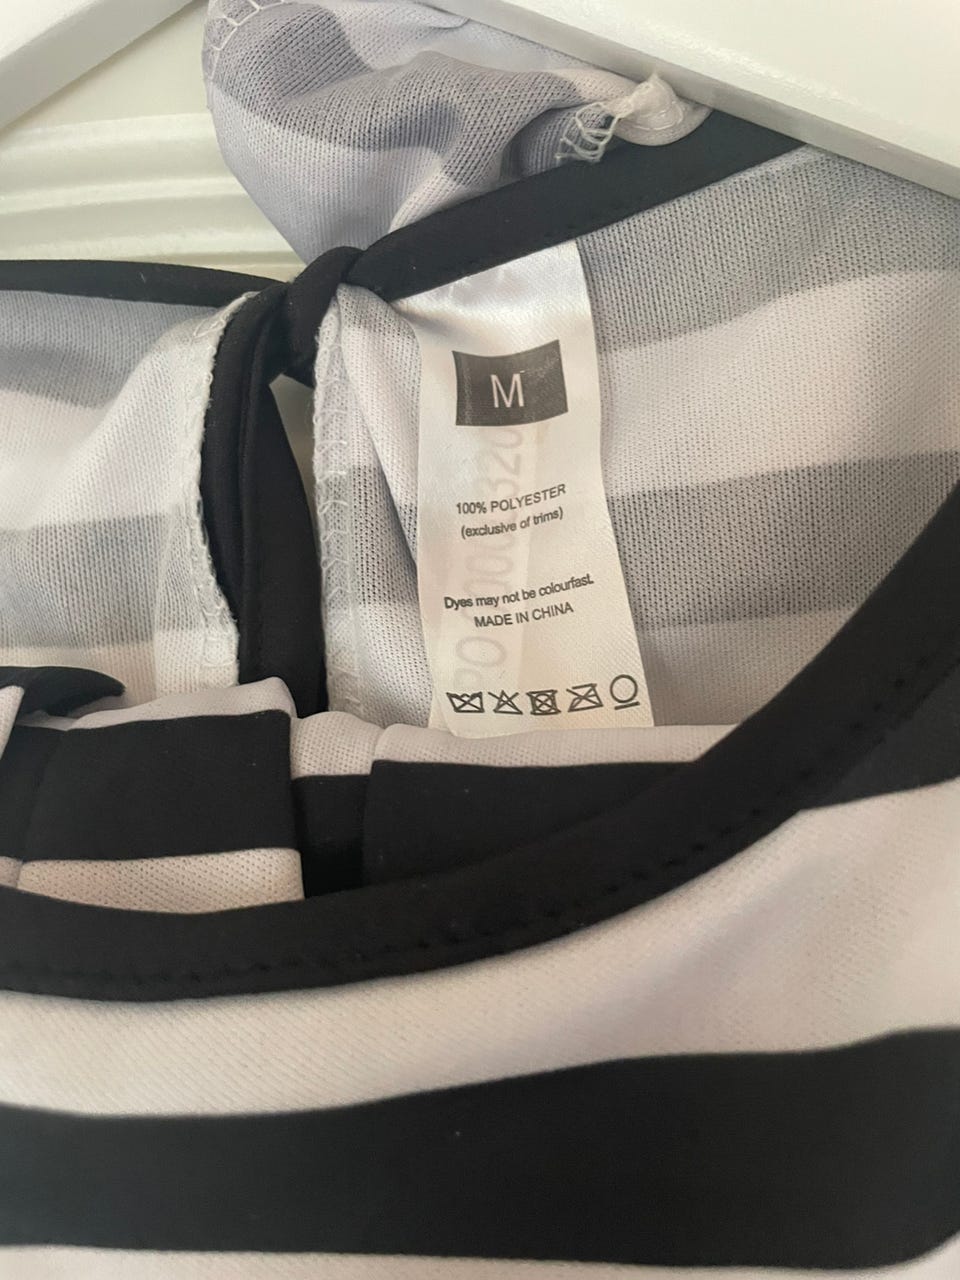 M
100% POLYESTER
(exclusive of trims)
Dyes may not be colourfast.
MADE IN CHINA